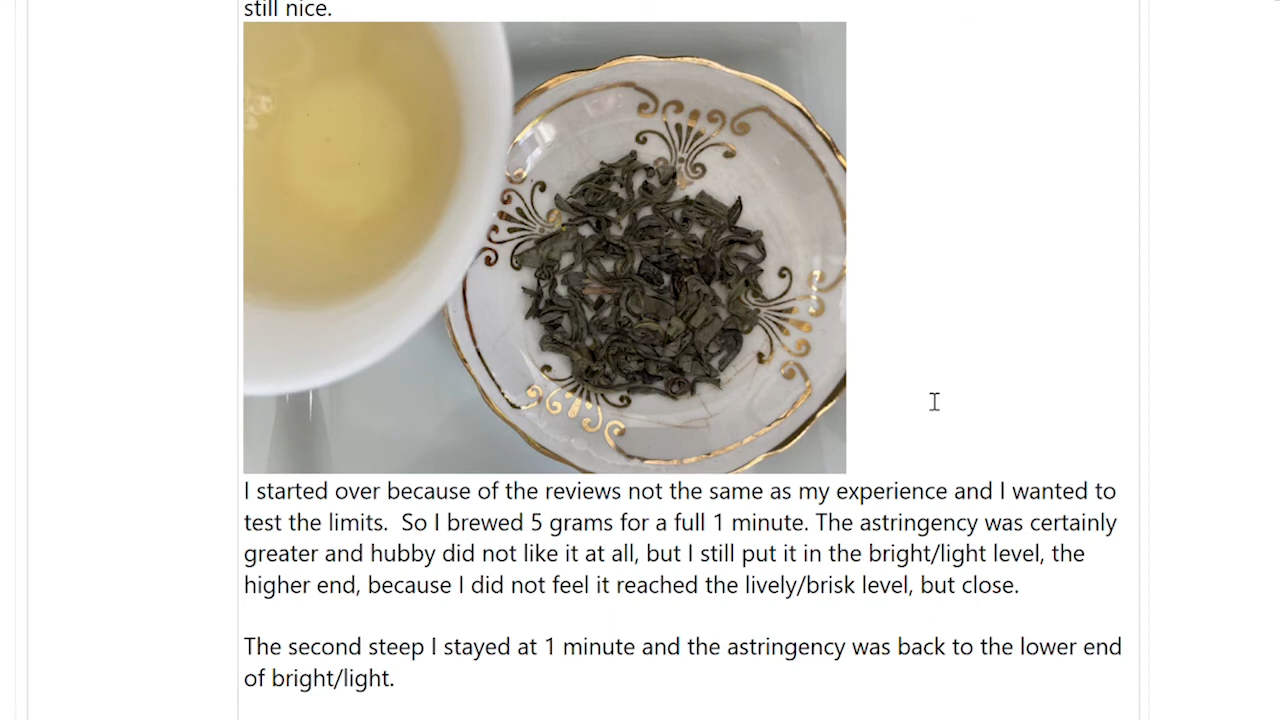 still nice.
I started over because of the reviews not the same as my experience and I wanted to
test the limits.  So I brewed 5 grams for a full 1 minute. The astringency was certainly
greater and hubby did not like it at all, but I still put it in the bright/light level, the
higher end, because I did not feel it reached the lively/brisk level, but close.
The second steep I stayed at 1 minute and the astringency was back to the lower end
of bright/light.